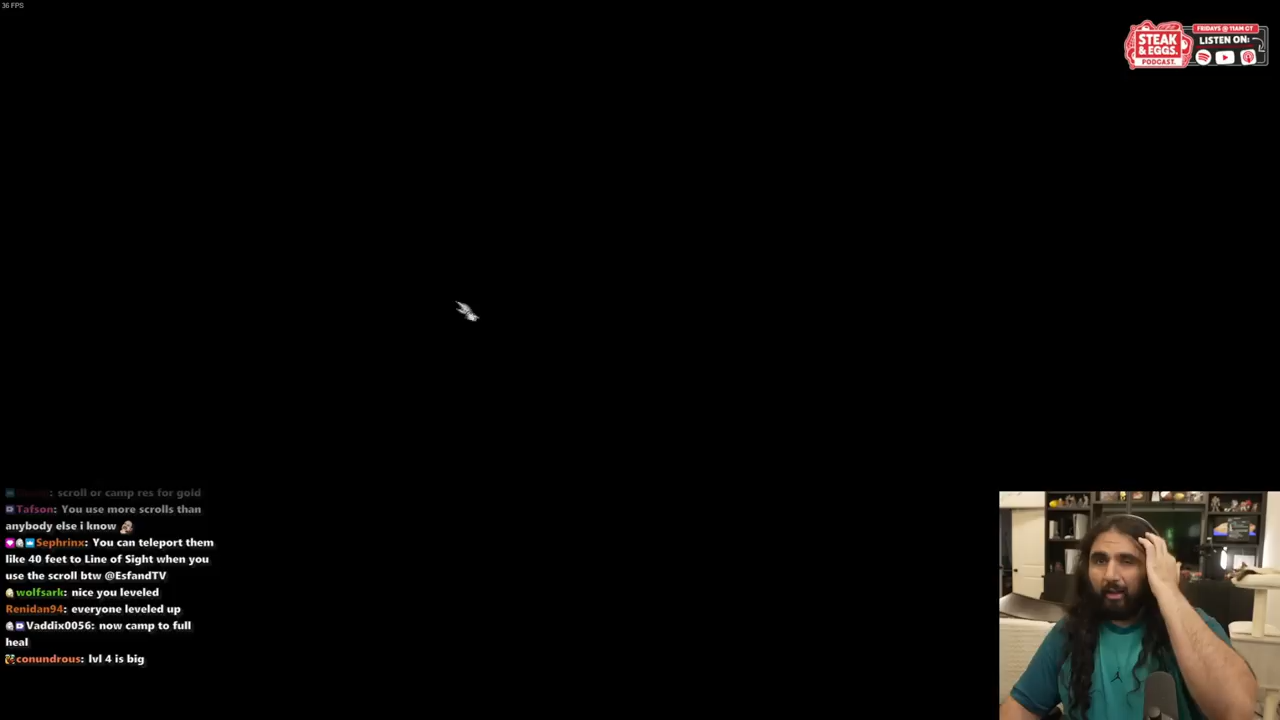 36 FPS
STEAK
& EGGS.
PODCAST.
FRIDAYS @ 11AM CT
LISTEN ON:
: scroll or camp res for gold
Tafson: You use more scrolls than
anybody else i know
Sephrinx: You can teleport them
like 40 feet to Line of Sight when you
use the scroll btw @EsfandTV
wolfsark: nice you leveled
Renidan94: everyone leveled up
Vaddix0056: now camp to full
heal
conundrous: lvl 4 is big